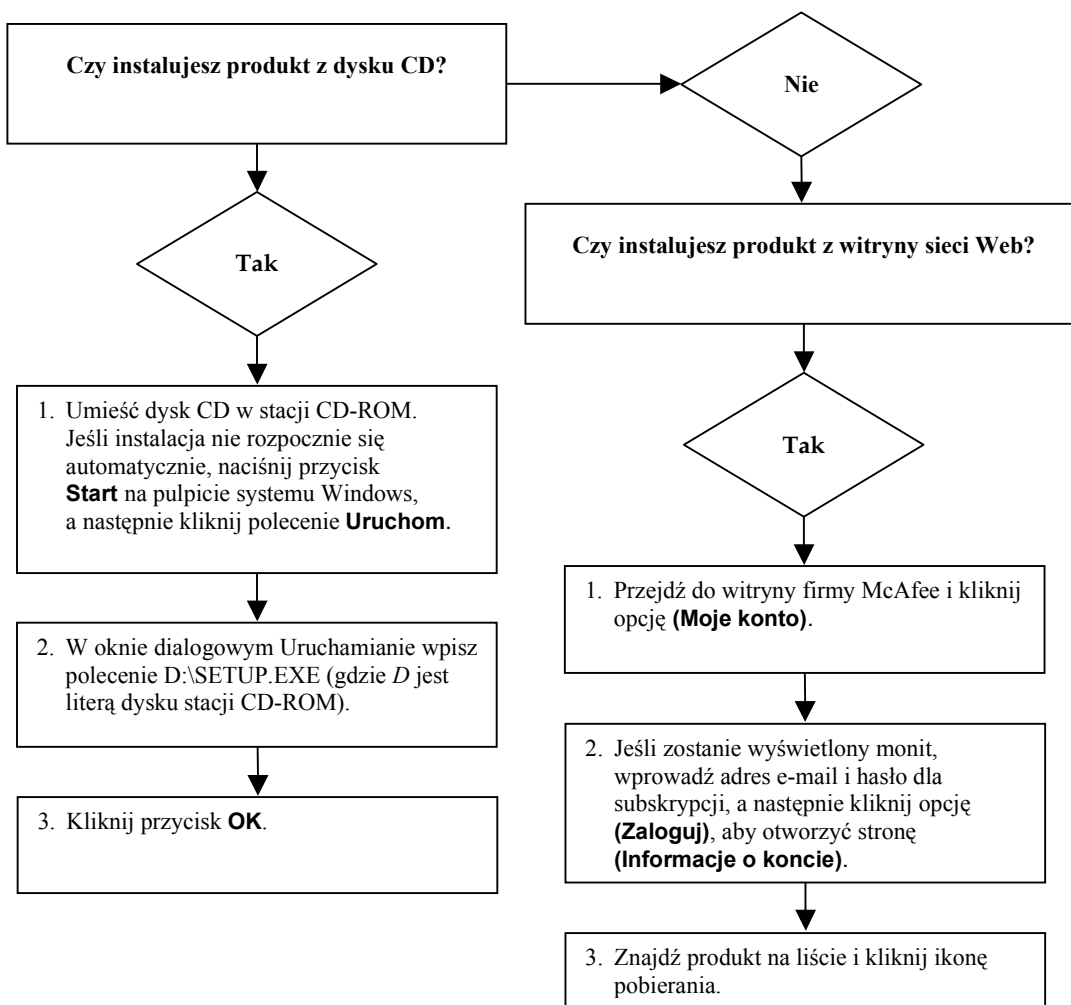 Czy instalujesz produkt z dysku CD?
Nie
Tak
Czy instalujesz produkt z witryny sieci Web?
1. Umieść dysk CD w stacji CD-ROM.
Jeśli instalacja nie rozpocznie się
automatycznie, naciśnij przycisk
Start na pulpicie systemu Windows,
a następnie kliknij polecenie Uruchom.
2. W oknie dialogowym Uruchamianie wpisz
polecenie D:\SETUP.EXE (gdzie D jest
literą dysku stacji CD-ROM).
3. Kliknij przycisk OK.
Tak
1. Przejdź do witryny firmy McAfee i kliknij
opcję (Moje konto).
2. Jeśli zostanie wyświetlony monit,
wprowadź adres e-mail i hasło dla
subskrypcji, a następnie kliknij opcję
(Zaloguj), aby otworzyć stronę
(Informacje o koncie).
3. Znajdź produkt na liście i kliknij ikonę
pobierania.